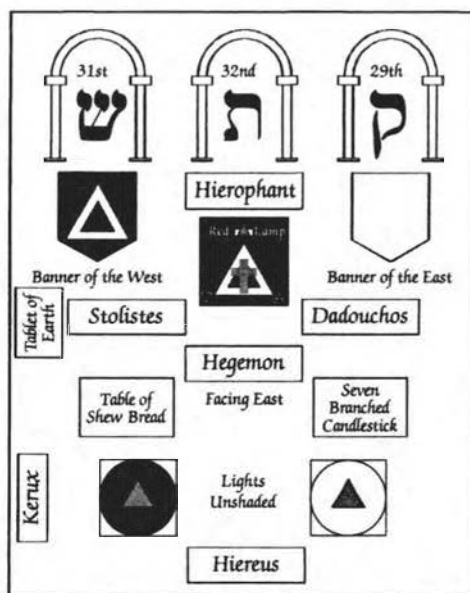 31st
32nd
29th
ש
ת
ק
Hierophant
Red Lamp
Banner of the West
Banner of the East
Tablet of
Earth
Stolistes
Dadouchos
Hegemon
Table of
Shew Bread
Facing East
Seven
Branched
Candlestick
Kerux
Lights
Unshaded
Hiereus